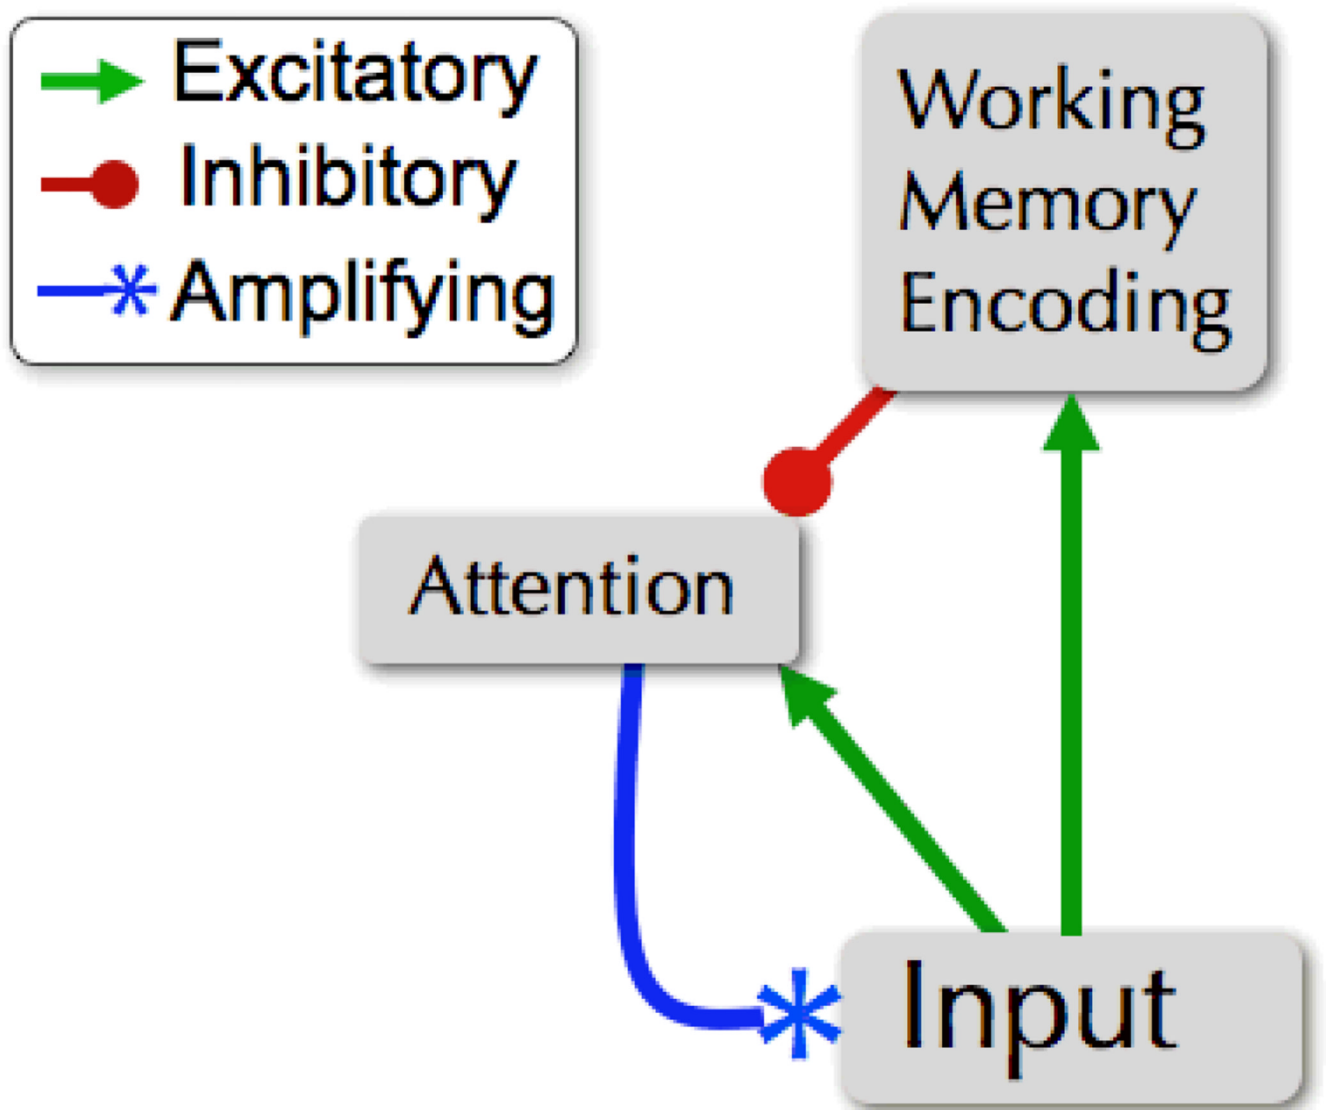 Excitatory
Inhibitory
Amplifying
Working
Memory
Encoding
Attention
Input